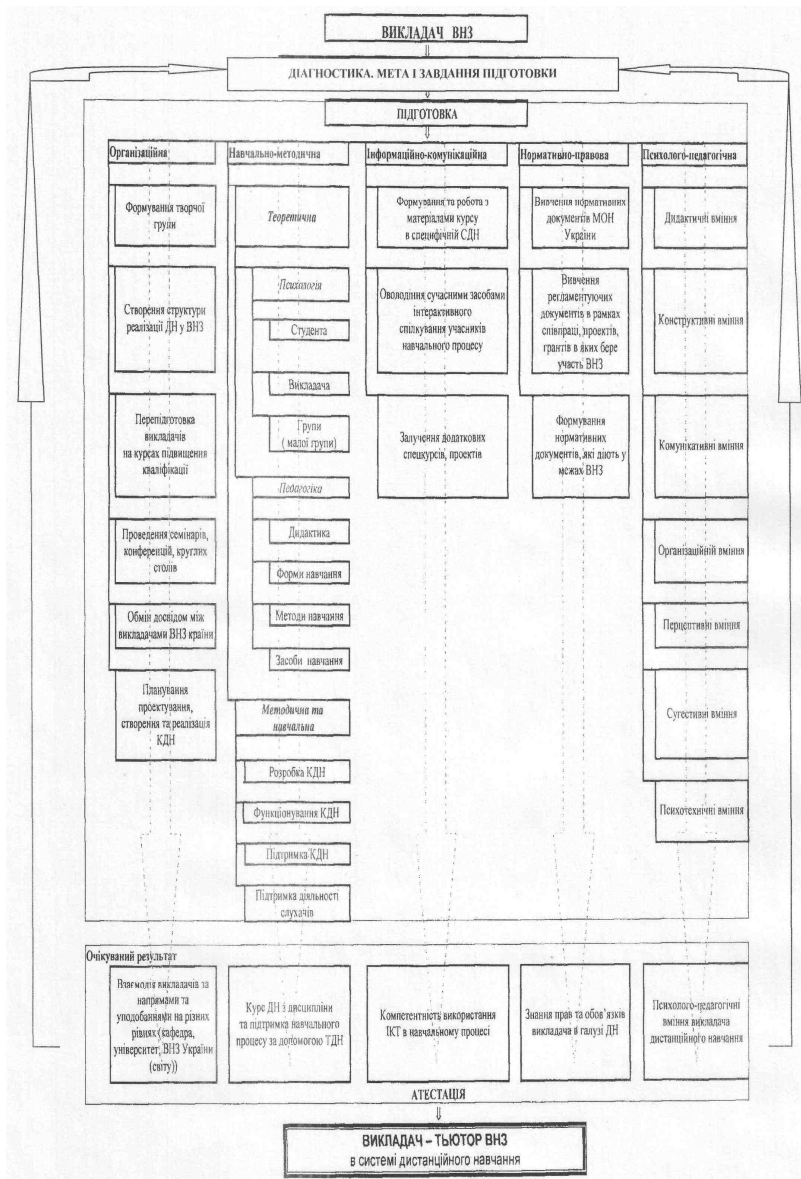 ВИКЛАДАЧ ВНЗ
ДІАГНОСТИКА. МЕТА І ЗАВДАННЯ ПІДГОТОВКИ
ПІДГОТОВКА
Організаційна
Формування творчої
групи
Створення структури
реалізації ДН у ВНЗ
Перепідготовка
викладачів
на курсах підвищення
кваліфікації
Проведення семінарів,
конференцій, круглих
столів
Обмін досвідом між
викладачами ВНЗ країни
Планування
проектування,
створення та реалізація
КДН
Навчально-методична
Теоретична
Психологія
Студента
Викладача
Групи
( малої групи)
Педагогіка
Дидактика
Форми навчання
Методи навчання
Засоби навчання
Методична та
навчальна
Розробка КДН
Функціонування КДН
Підтримка КДН
Підтримка діяльності
слухачів
Інформаційно-комунікаційна
Формування та робота з
матеріалами курсу
в специфічній СДН
Оволодіння сучасними засобами
інтерактивного
спілкування учасників
навчального процесу
Залучення додаткових
спецкурсів, проектів
Нормативно-правова
Вивчення нормативних
документів МОН
України
Вивчення
регламентуючих
документів в рамках
співпраці, проектів,
грантів в яких бере
участь ВНЗ
Формування
нормативних
документів, які діють у
межах ВНЗ
Психолого-педагогічна
Дидактичні вміння
Конструктивні вміння
Комунікативні вміння
Організаційній вміння
Перцептивні вміння
Сугестивні вміння
Психотехнічні вміння
Очікуваний результат
Взаємодія викладачів за
напрямами та
уподобаннями на різних
рівнях (кафедра,
університет, ВНЗ України
(світу))
Курс ДН з дисципліни
та підтримка навчального
процесу за допомогою ТДН
Компетентність використання
ІКТ в навчальному процесі
Знання прав та обов'язків
викладача в галузі ДН
Психолого-педагогічні
вміння викладача
дистанційного навчання
АТЕСТАЦІЯ
ВИКЛАДАЧ – ТЬЮТОР ВНЗ
в системі дистанційного навчання